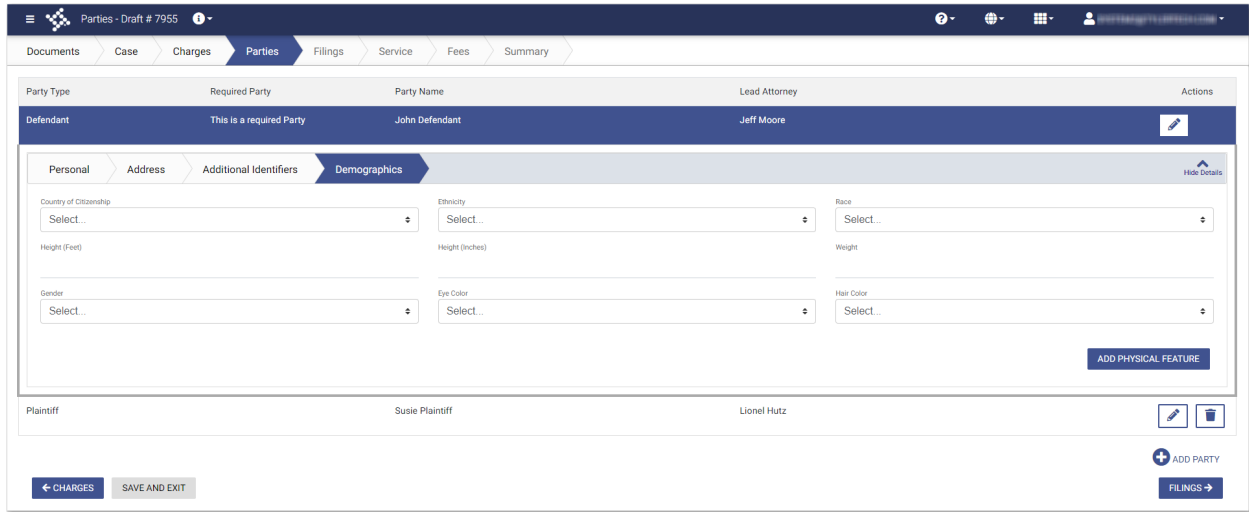 Parties - Draft # 7955
Documents Case Charges Parties Filings Service Fees Summary
Party Type Required Party Party Name Lead Attorney Actions
Defendant This is a required Party John Defendant Jeff Moore
Personal Address Additional Identifiers Demographics Hide Details
Country of Citizenship Ethnicity Race
Select... Select... Select...
Height (Feet) Height (Inches) Weight
Gender Eye Color Hair Color
Select... Select... Select...
ADD PHYSICAL FEATURE
Plaintiff Susie Plaintiff Lionel Hutz
ADD PARTY
CHARGES SAVE AND EXIT FILINGS